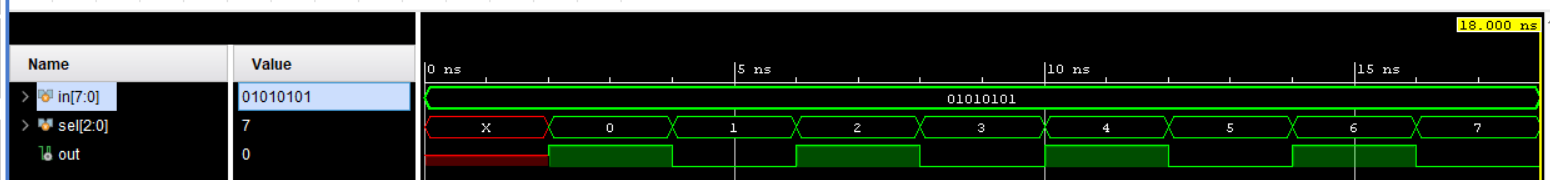 18.000 ns
Name Value
0 ns 5 ns 10 ns 15 ns
> in[7:0] 01010101 01010101
> sel[2:0] 7 X 0 1 2 3 4 5 6 7
out 0